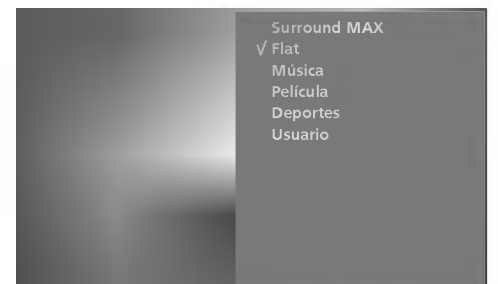 Surround MAX
√ Flat
Música
Película
Deportes
Usuario